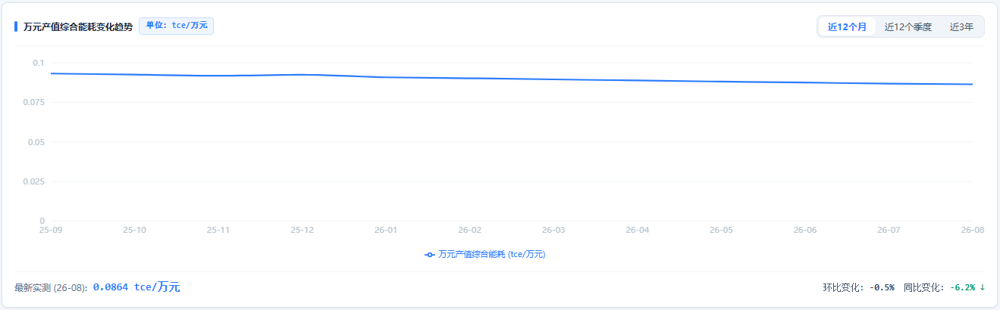 万元产值综合能耗变化趋势 单位: tce/万元 近12个月 近12个季度 近3年
0.1
0.075
0.05
0.025
0
25-09 25-10 25-11 25-12 26-01 26-02 26-03 26-04 26-05 26-06 26-07 26-08
万元产值综合能耗 (tce/万元)
最新实测 (26-08): 0.0864 tce/万元 环比变化: -0.5% 同比变化: -6.2% ↓